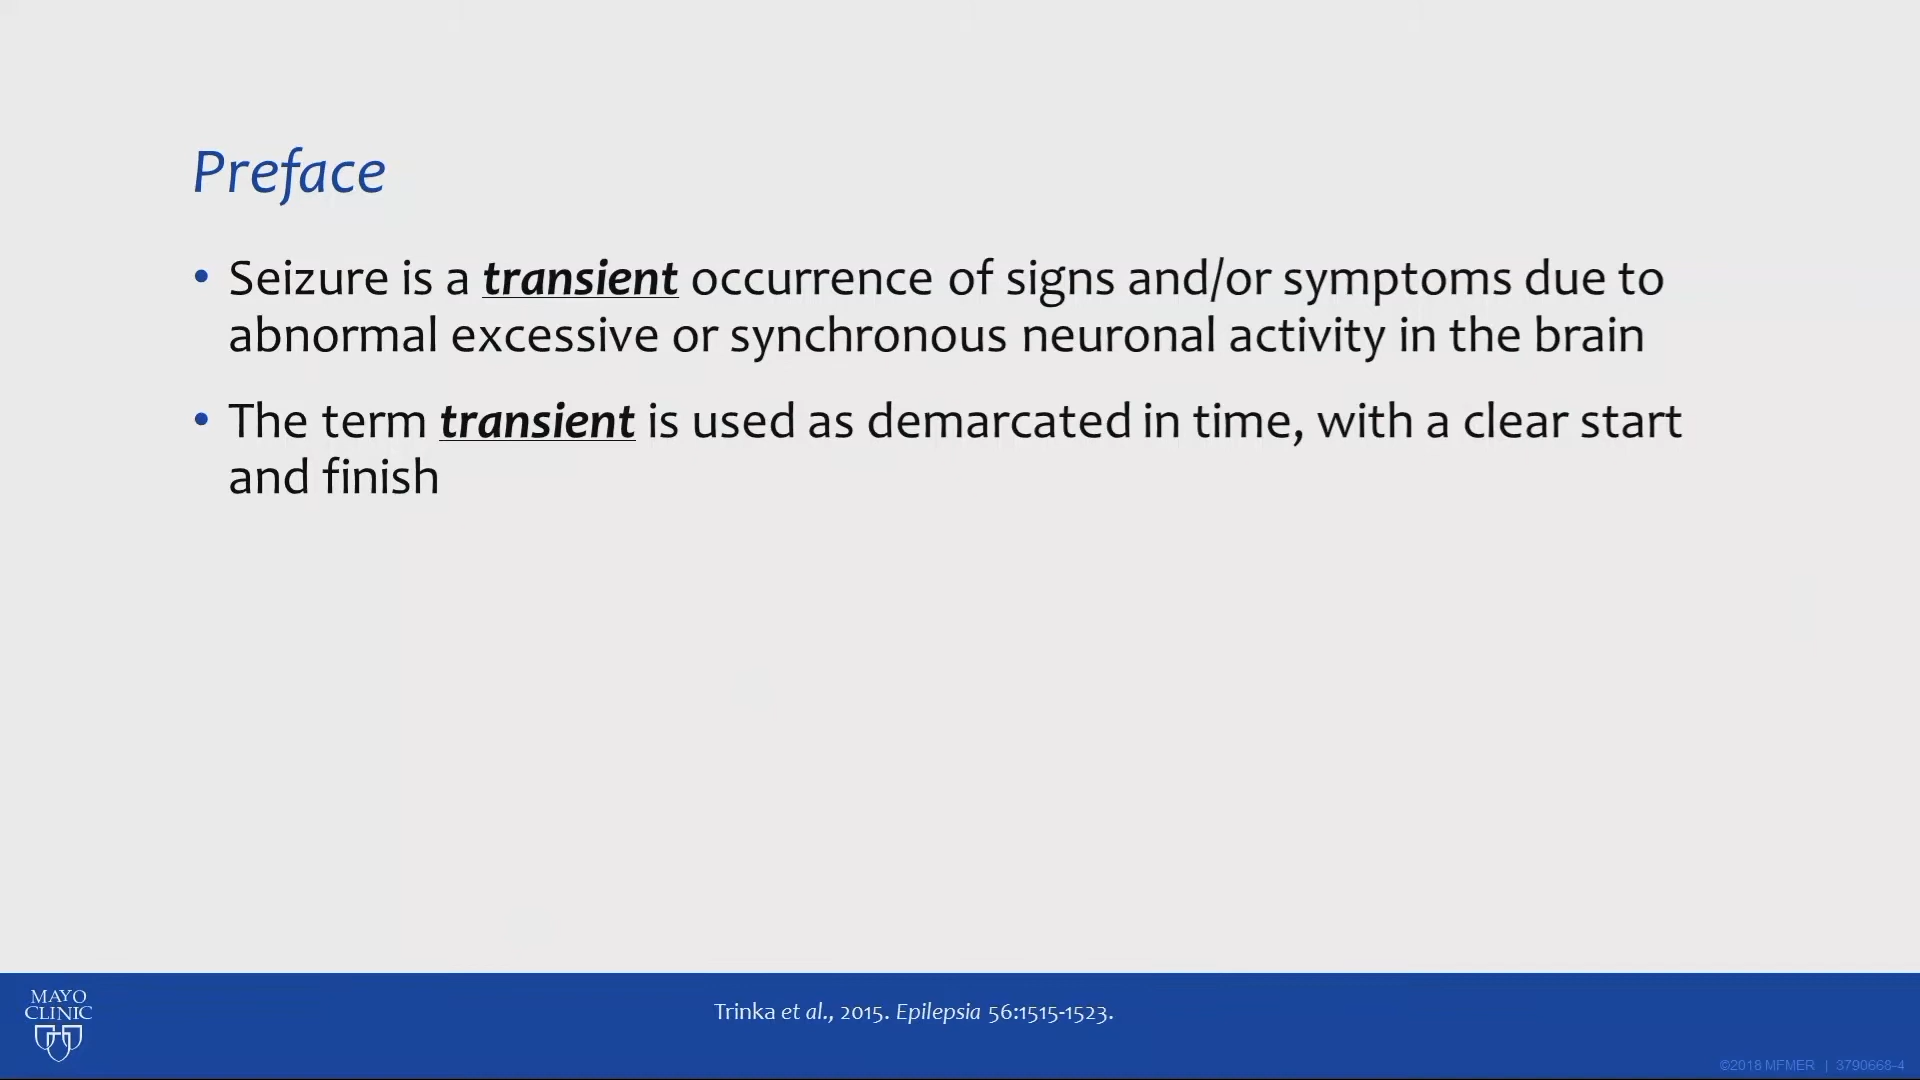 Preface
• Seizure is a transient occurrence of signs and/or symptoms due to
abnormal excessive or synchronous neuronal activity in the brain
• The term transient is used as demarcated in time, with a clear start
and finish
MAYO
CLINIC
Trinka et al., 2015. Epilepsia 56:1515-1523.
©2018 MFMER | 3790668-4